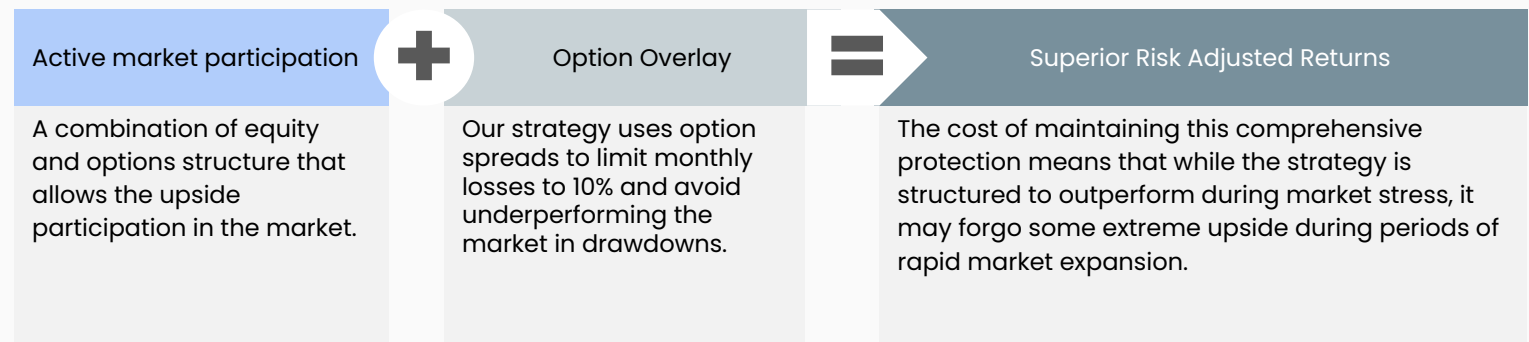 Active market participation
Option Overlay
Superior Risk Adjusted Returns
A combination of equity
and options structure that
allows the upside
participation in the market.
Our strategy uses option
spreads to limit monthly
losses to 10% and avoid
underperforming the
market in drawdowns.
The cost of maintaining this comprehensive
protection means that while the strategy is
structured to outperform during market stress, it
may forgo some extreme upside during periods of
rapid market expansion.